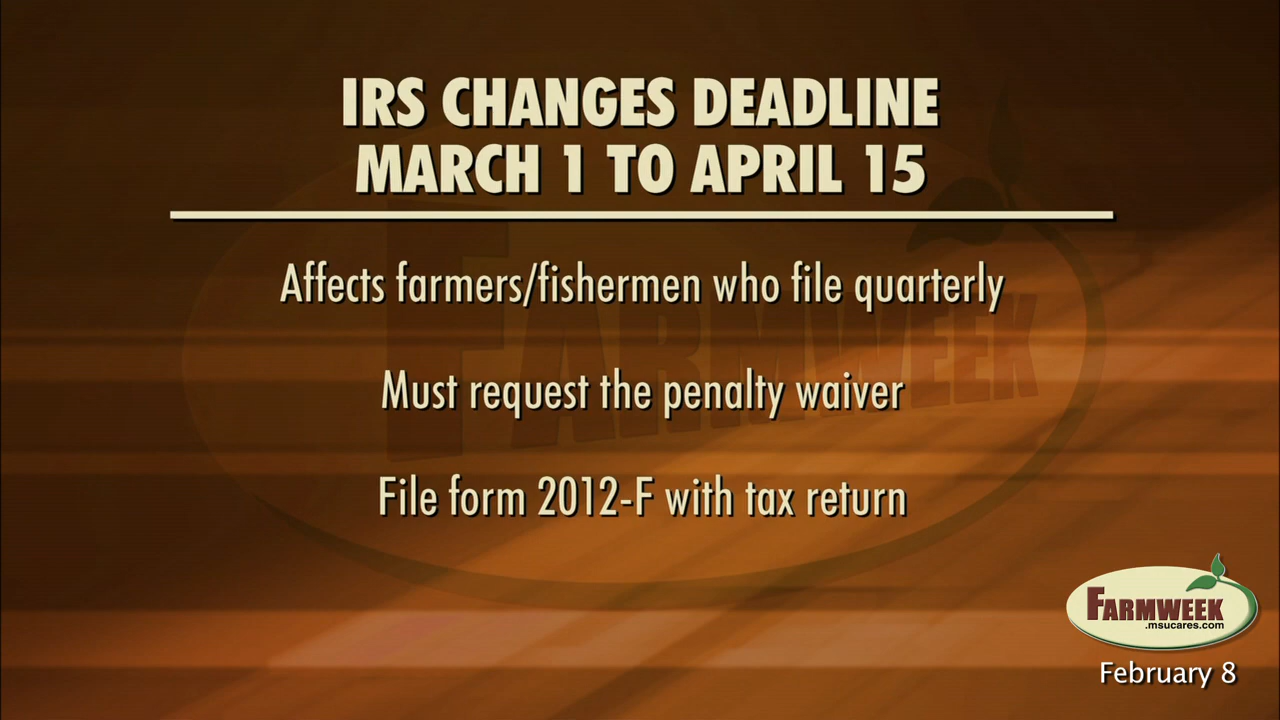 IRS CHANGES DEADLINE
MARCH 1 TO APRIL 15
Affects farmers/fishermen who file quarterly
Must request the penalty waiver
File form 2012-F with tax return
FARMWEEK
FARMWEEK
.msucares.com
February 8